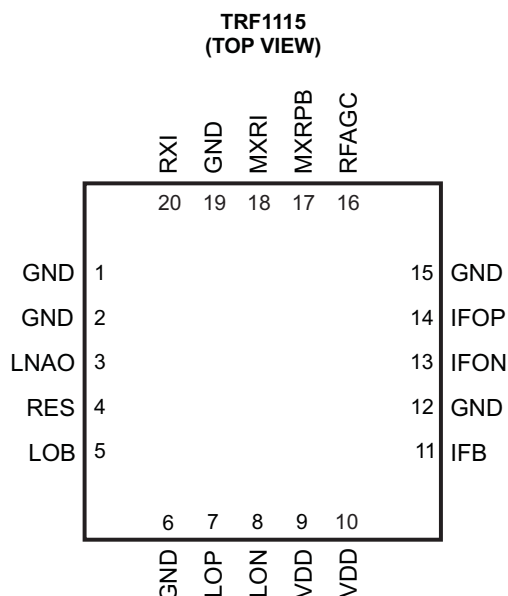 TRF1115
(TOP VIEW)
RXI
GND
MXRI
MXRPB
RFAGC
20 19 18 17 16
GND 1
GND 2
LNAO 3
RES 4
LOB 5
15 GND
14 IFOP
13 IFON
12 GND
11 IFB
6 7 8 9 10
GND
LOP
LON
VDD
VDD